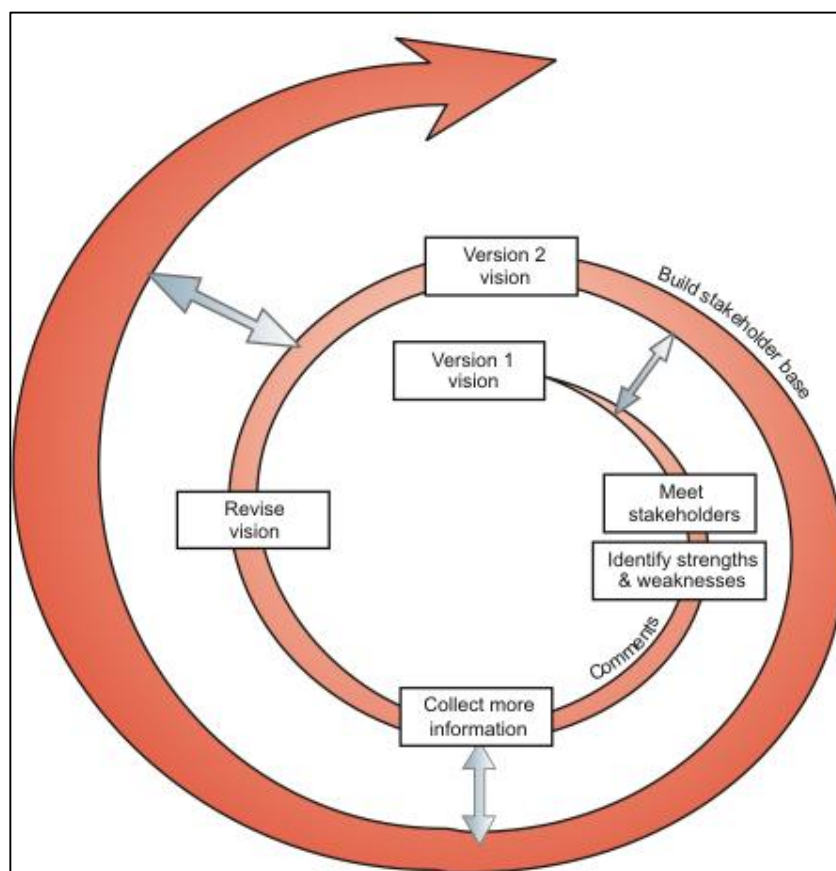 Version 2
vision
Build stakeholder base
Version 1
vision
Meet
stakeholders
Revise
vision
Identify strengths
& weaknesses
Comments
Collect more
information